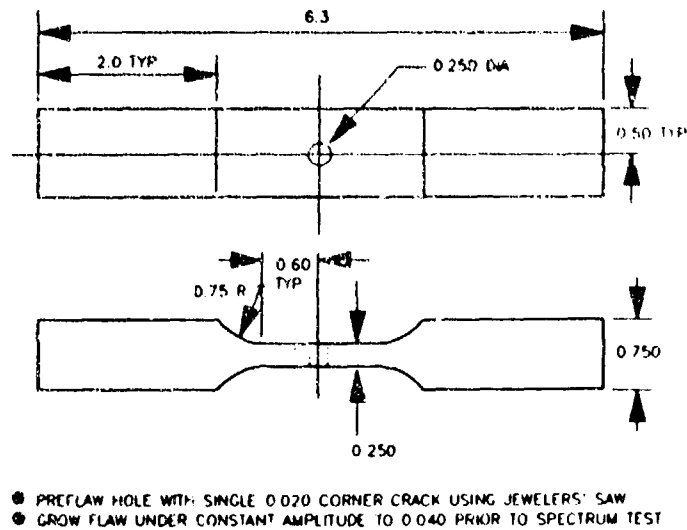 6.3
2.0 TYP
0.250 DIA
0.50 TYP
0.60
TYP
0.75 R
0.750
0.250
● PREFLAW HOLE WITH SINGLE 0.020 CORNER CRACK USING JEWELERS' SAW
● GROW FLAW UNDER CONSTANT AMPLITUDE TO 0.040 PRIOR TO SPECTRUM TEST